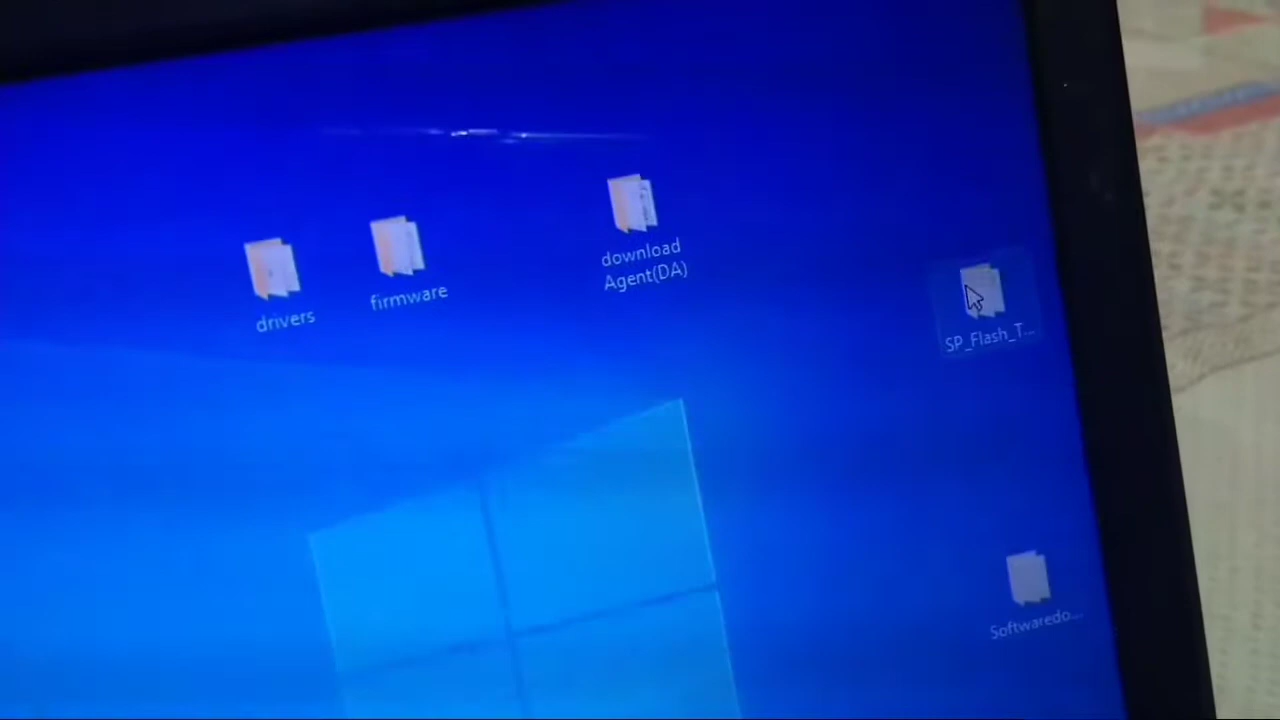 drivers
firmware
download
Agent(DA)
SP_Flash_T...
Softwaredo...